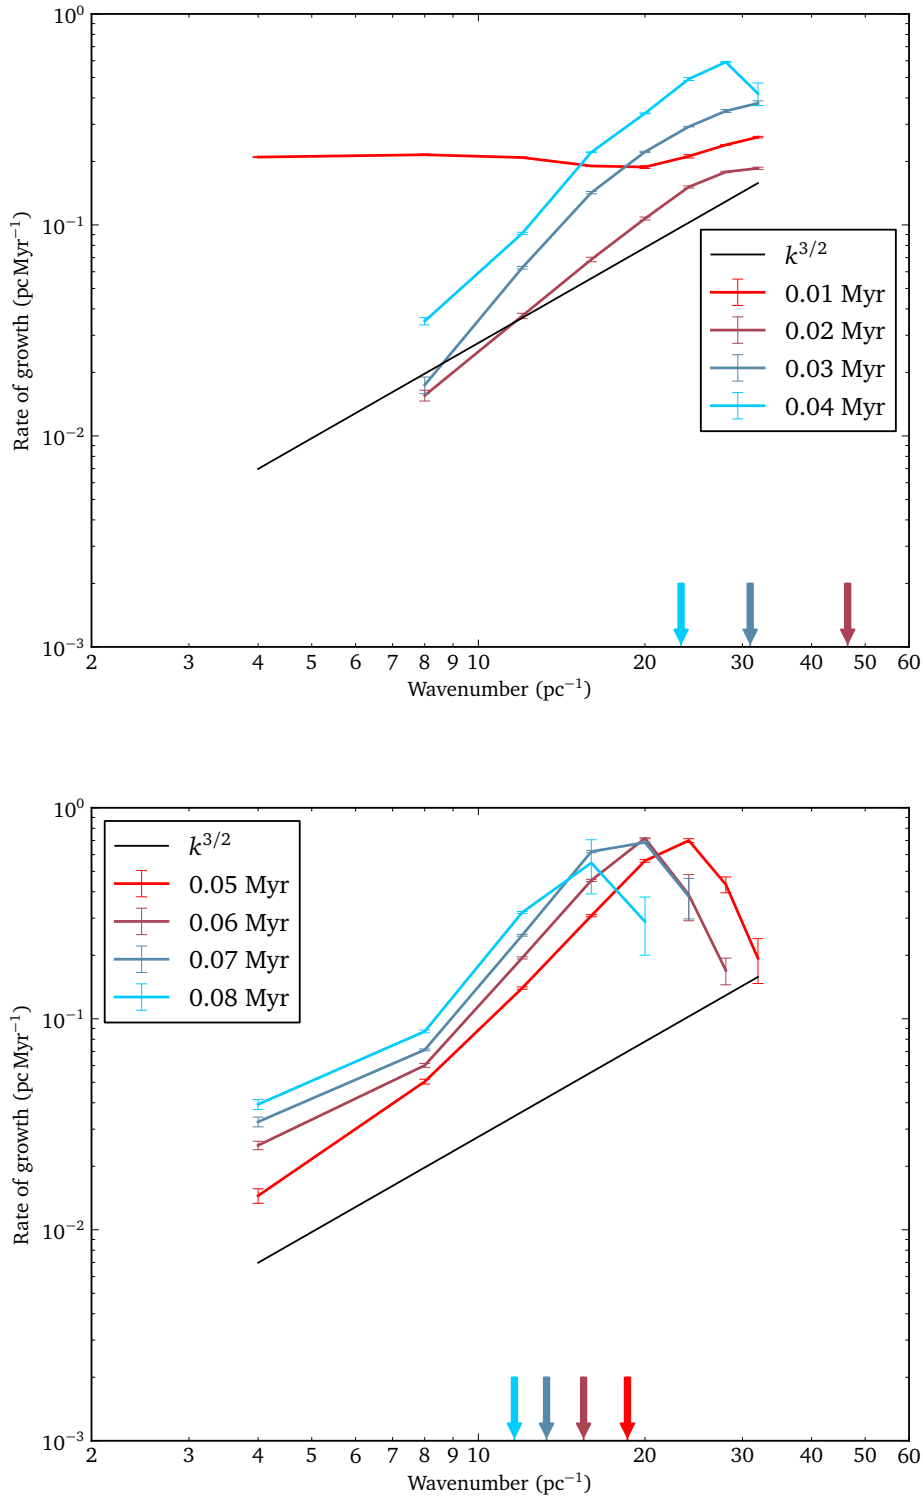 10⁰
10⁻¹
10⁻²
10⁻³
Rate of growth (pc Myr⁻¹)
k^{3/2}
0.01 Myr
0.02 Myr
0.03 Myr
0.04 Myr
2 3 4 5 6 7 8 9 10 20 30 40 50 60
Wavenumber (pc⁻¹)
10⁰
10⁻¹
10⁻²
10⁻³
Rate of growth (pc Myr⁻¹)
k^{3/2}
0.05 Myr
0.06 Myr
0.07 Myr
0.08 Myr
2 3 4 5 6 7 8 9 10 20 30 40 50 60
Wavenumber (pc⁻¹)